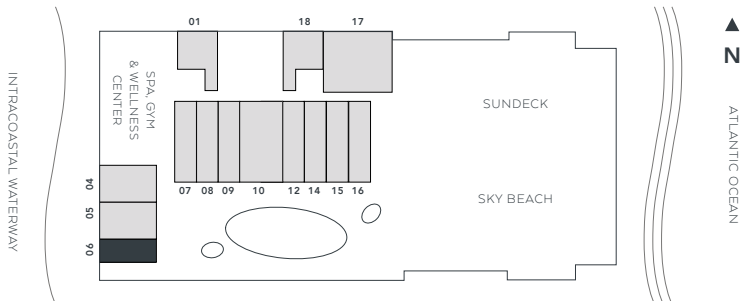 01
18
17
N
INTRACOASTAL WATERWAY
SPA, GYM
& WELLNESS
CENTER
SUNDECK
ATLANTIC OCEAN
07
08
09
10
12
14
15
16
04
05
06
SKY BEACH